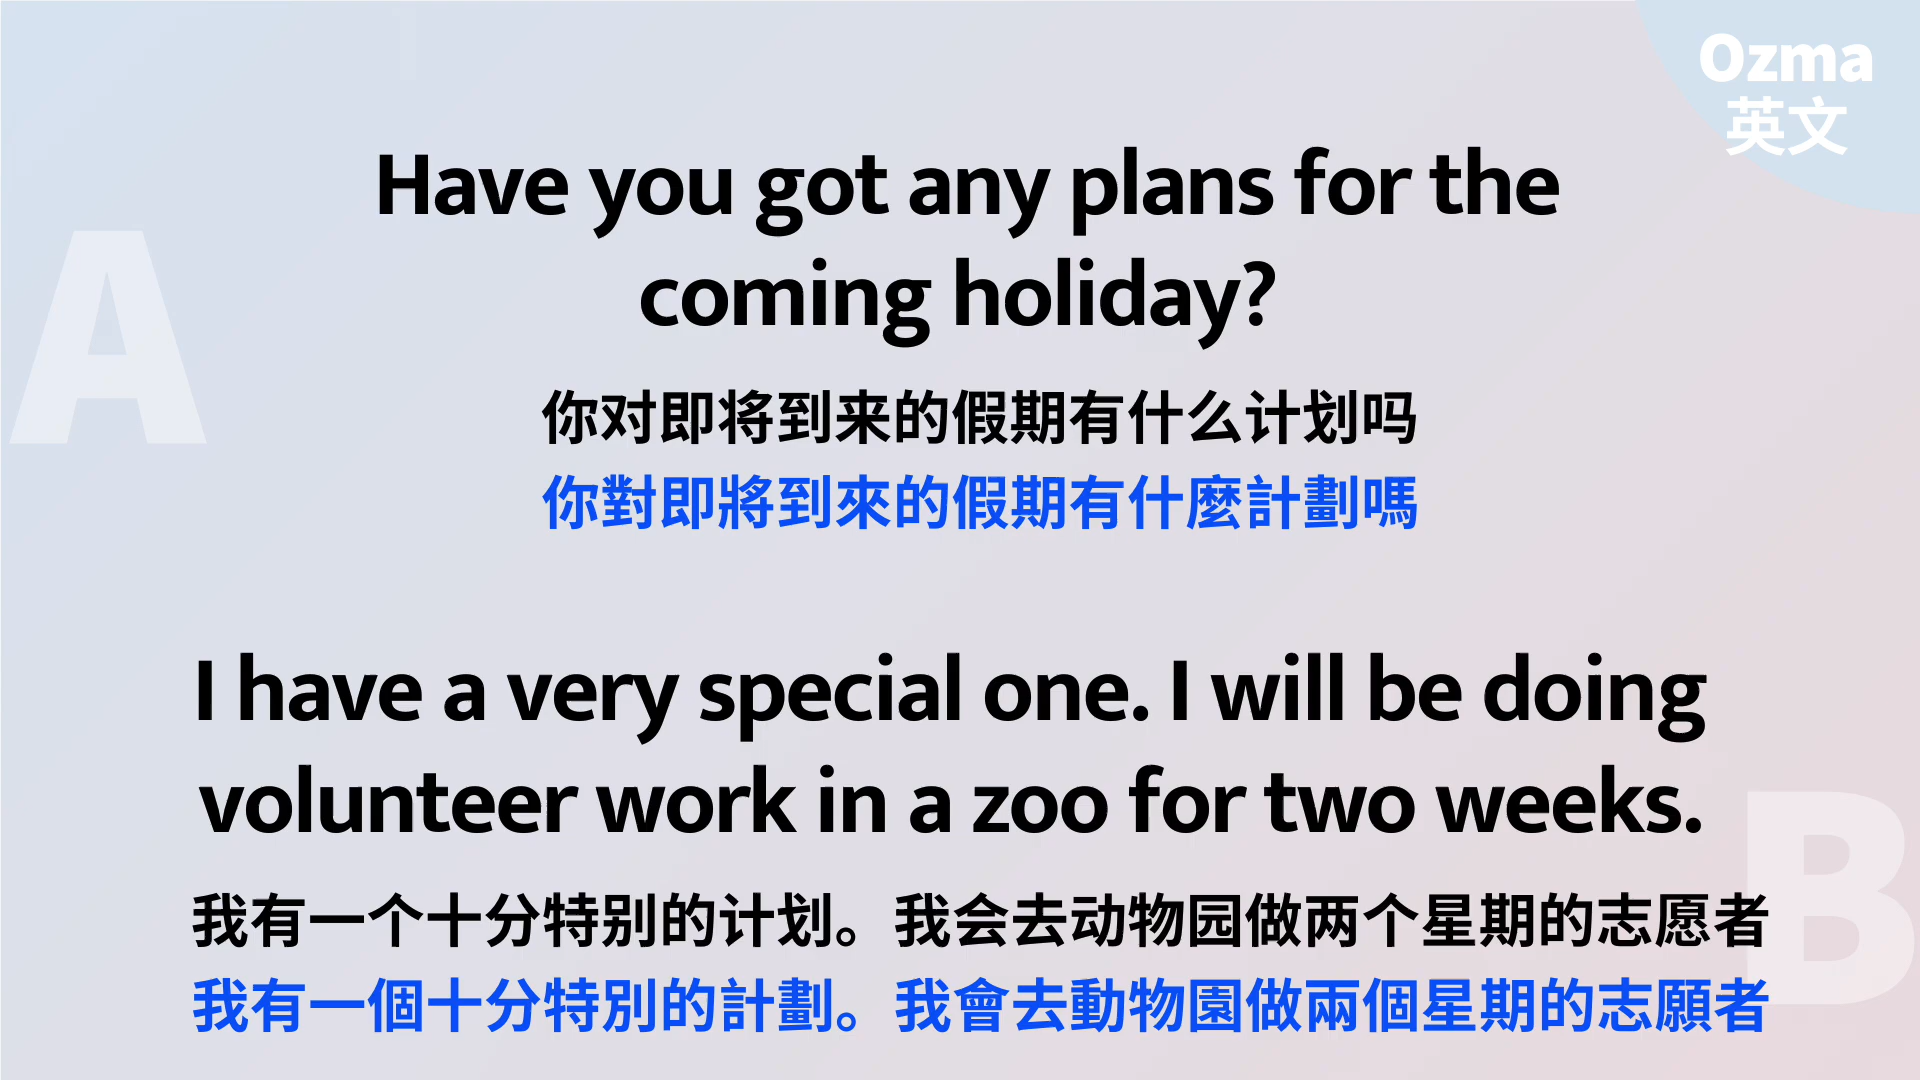 Ozma
英文
A
Have you got any plans for the
coming holiday?
你对即将到来的假期有什么计划吗
你對即將到來的假期有什麼計劃嗎
I have a very special one. I will be doing
volunteer work in a zoo for two weeks.
B
我有一个十分特别的计划。我会去动物园做两个星期的志愿者
我有一個十分特別的計劃。我會去動物園做兩個星期的志願者